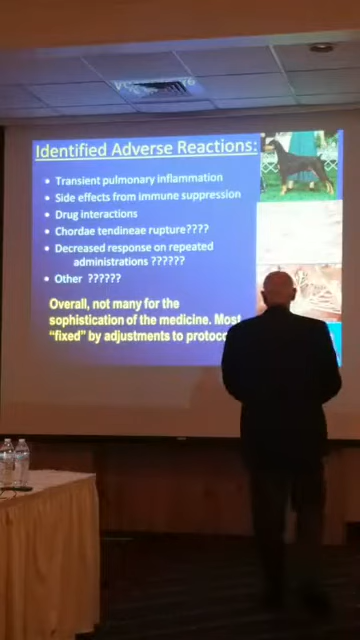 Identified Adverse Reactions:
• Transient pulmonary inflammation
• Side effects from immune suppression
• Drug interactions
• Chordae tendineae rupture????
• Decreased response on repeated
administrations ??????
• Other ??????
Overall, not many for the
sophistication of the medicine. Most
"fixed" by adjustments to